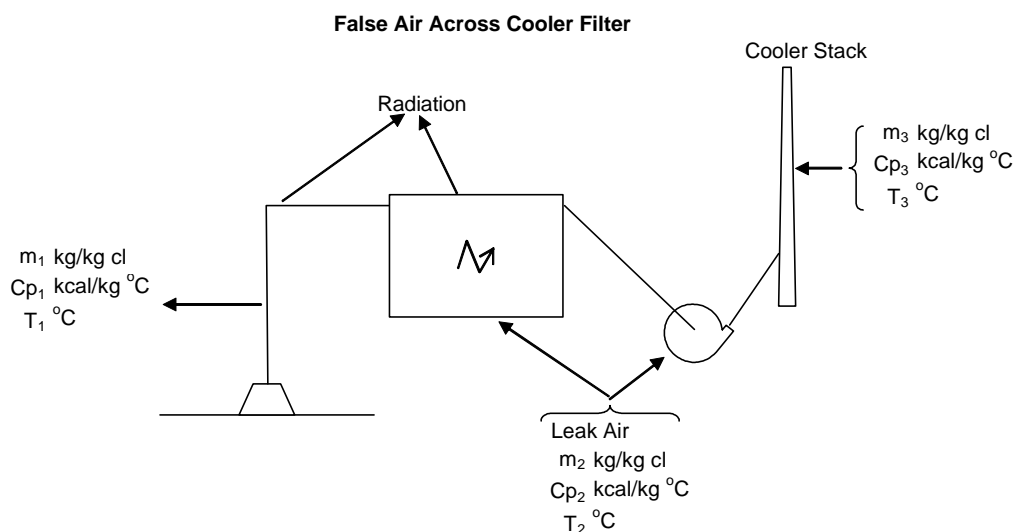 False Air Across Cooler Filter
Cooler Stack
Radiation
m₃ kg/kg cl
Cp₃ kcal/kg °C
T₃ °C
m₁ kg/kg cl
Cp₁ kcal/kg °C
T₁ °C
Leak Air
m₂ kg/kg cl
Cp₂ kcal/kg °C
T₂ °C